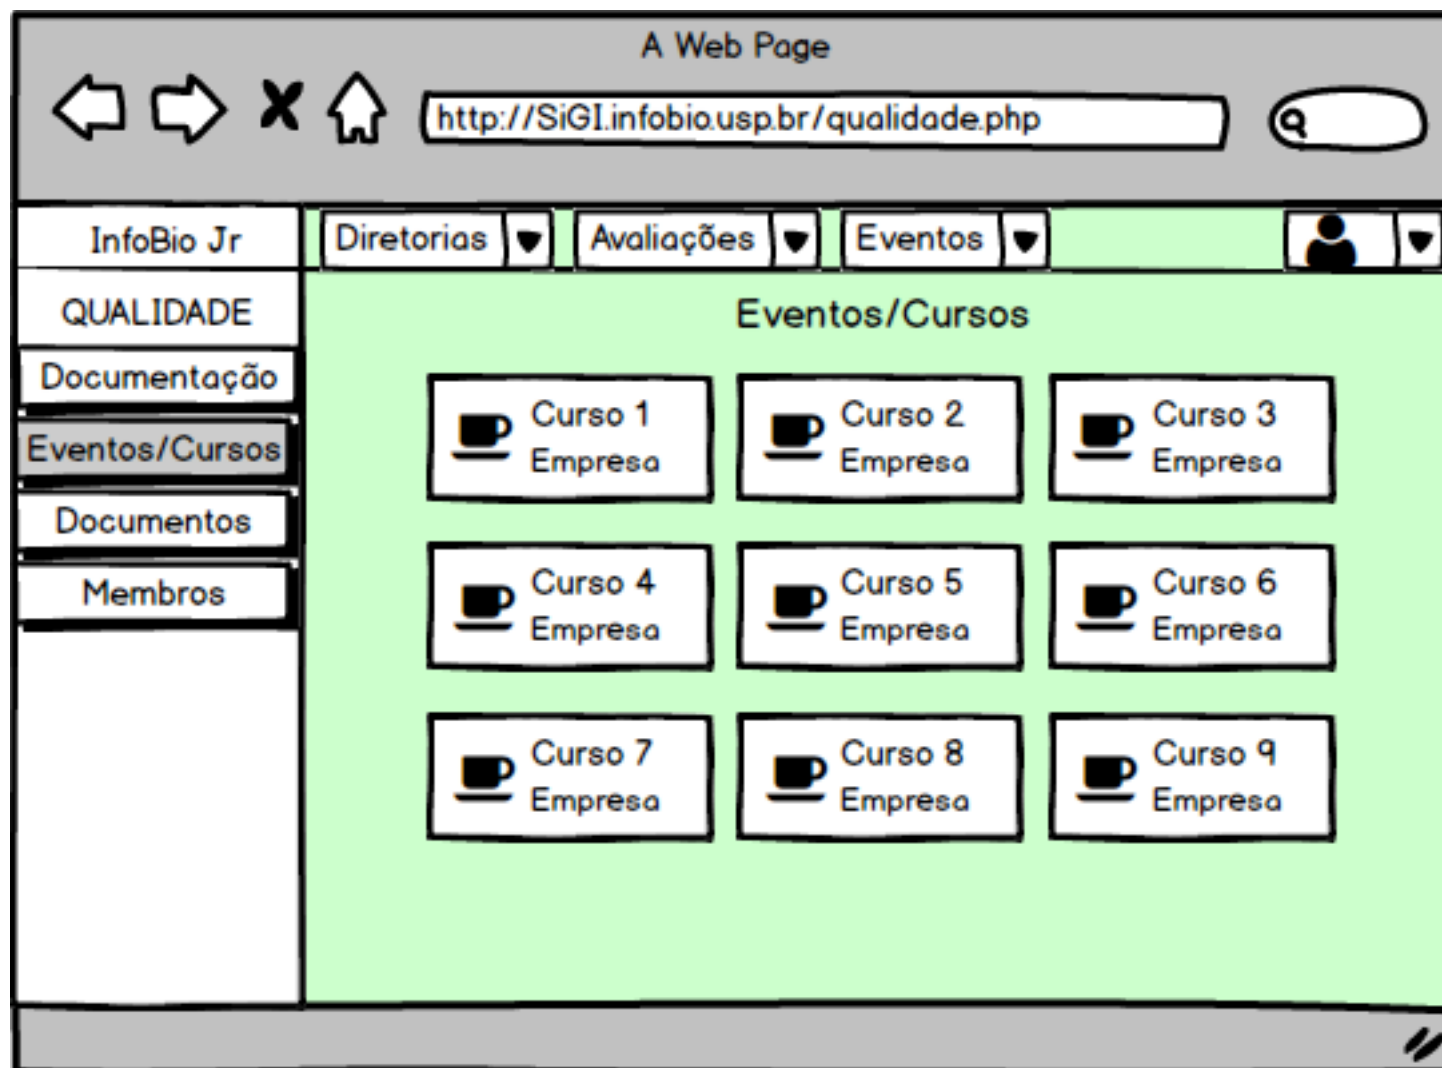 A Web Page
http://SiGI.infobio.usp.br/qualidade.php
InfoBio Jr
Diretorias
Avaliações
Eventos
QUALIDADE
Documentação
Eventos/Cursos
Documentos
Membros
Eventos/Cursos
Curso 1
Empresa
Curso 2
Empresa
Curso 3
Empresa
Curso 4
Empresa
Curso 5
Empresa
Curso 6
Empresa
Curso 7
Empresa
Curso 8
Empresa
Curso 9
Empresa